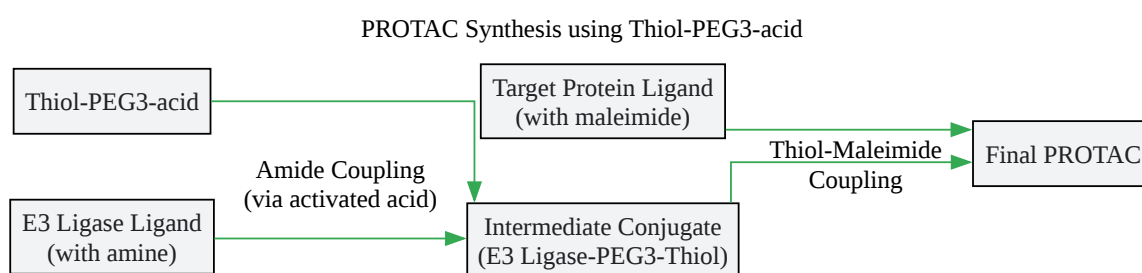 PROTAC Synthesis using Thiol-PEG3-acid
Thiol-PEG3-acid
Target Protein Ligand
(with maleimide)
Amide Coupling
(via activated acid)
Thiol-Maleimide
Coupling
Final PROTAC
E3 Ligase Ligand
(with amine)
Intermediate Conjugate
(E3 Ligase-PEG3-Thiol)